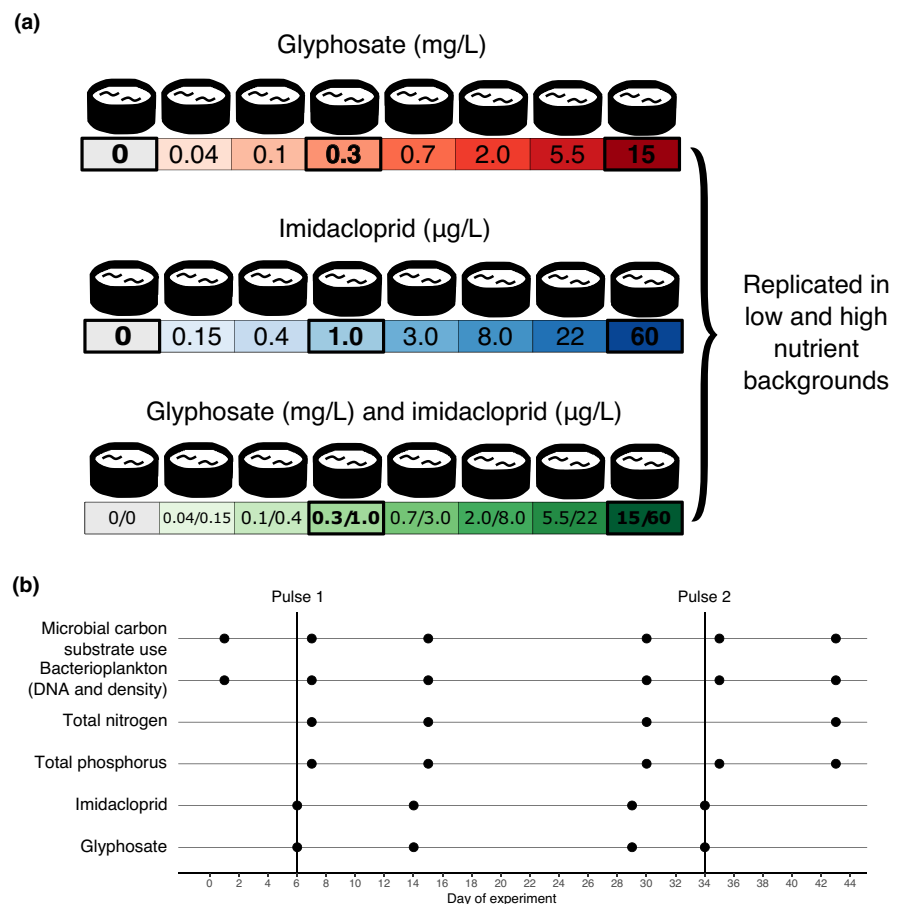 (a)
Glyphosate (mg/L)
0 0.04 0.1 0.3 0.7 2.0 5.5 15
Imidacloprid (µg/L)
0 0.15 0.4 1.0 3.0 8.0 22 60
Glyphosate (mg/L) and imidacloprid (µg/L)
0/0 0.04/0.15 0.1/0.4 0.3/1.0 0.7/3.0 2.0/8.0 5.5/22 15/60
Replicated in
low and high
nutrient
backgrounds
(b)
Pulse 1 Pulse 2
Microbial carbon
substrate use
Bacterioplankton
(DNA and density)
Total nitrogen
Total phosphorus
Imidacloprid
Glyphosate
0 2 4 6 8 10 12 14 16 18 20 22 24 26 28 30 32 34 36 38 40 42 44
Day of experiment